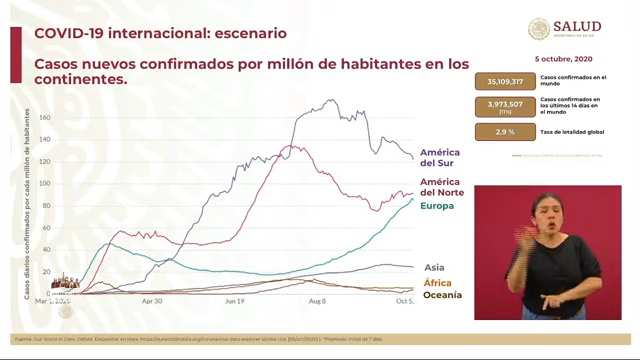 COVID-19 internacional: escenario
SALUD
SECRETARÍA DE SALUD
Casos nuevos confirmados por millón de habitantes en los
continentes.
5 octubre, 2020
35,109,317
Casos confirmados en el
mundo
3,973,507
(11%)
Casos confirmados en
los últimos 14 días en
el mundo
2.9 %
Tasa de letalidad global
Casos diarios confirmados por cada millón de habitantes
160
140
120
100
80
60
40
20
0
América
del Sur
América
del Norte
Europa
Asia
África
Oceanía
2020
Apr 30
Jun 19
Aug 8
Oct 5,